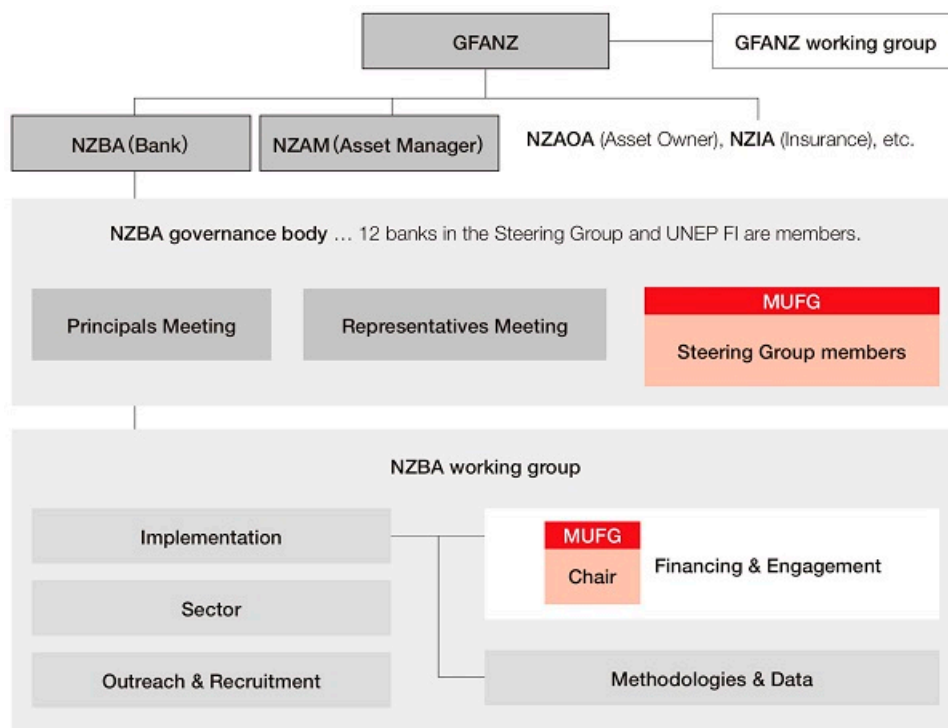 GFANZ
GFANZ working group
NZBA（Bank）
NZAM（Asset Manager）
NZAOA (Asset Owner), NZIA (Insurance), etc.
NZBA governance body … 12 banks in the Steering Group and UNEP FI are members.
Principals Meeting
Representatives Meeting
MUFG
Steering Group members
NZBA working group
Implementation
MUFG
Chair
Financing & Engagement
Sector
Outreach & Recruitment
Methodologies & Data